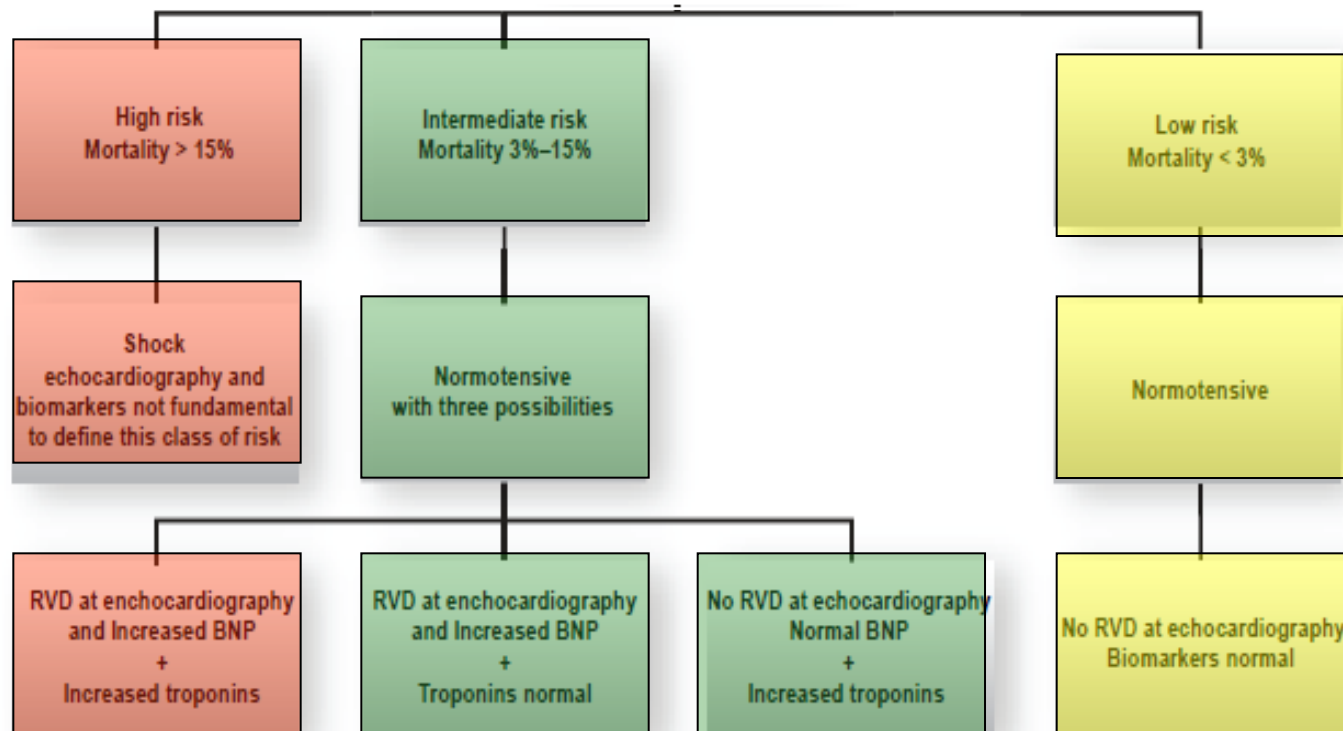 High risk
Mortality > 15%
Intermediate risk
Mortality 3%–15%
Low risk
Mortality < 3%
Shock
echocardiography and
biomarkers not fundamental
to define this class of risk
Normotensive
with three possibilities
Normotensive
RVD at enchocardiography
and Increased BNP
+
Increased troponins
RVD at enchocardiography
and Increased BNP
+
Troponins normal
No RVD at echocardiography
Normal BNP
+
Increased troponins
No RVD at echocardiography
Biomarkers normal